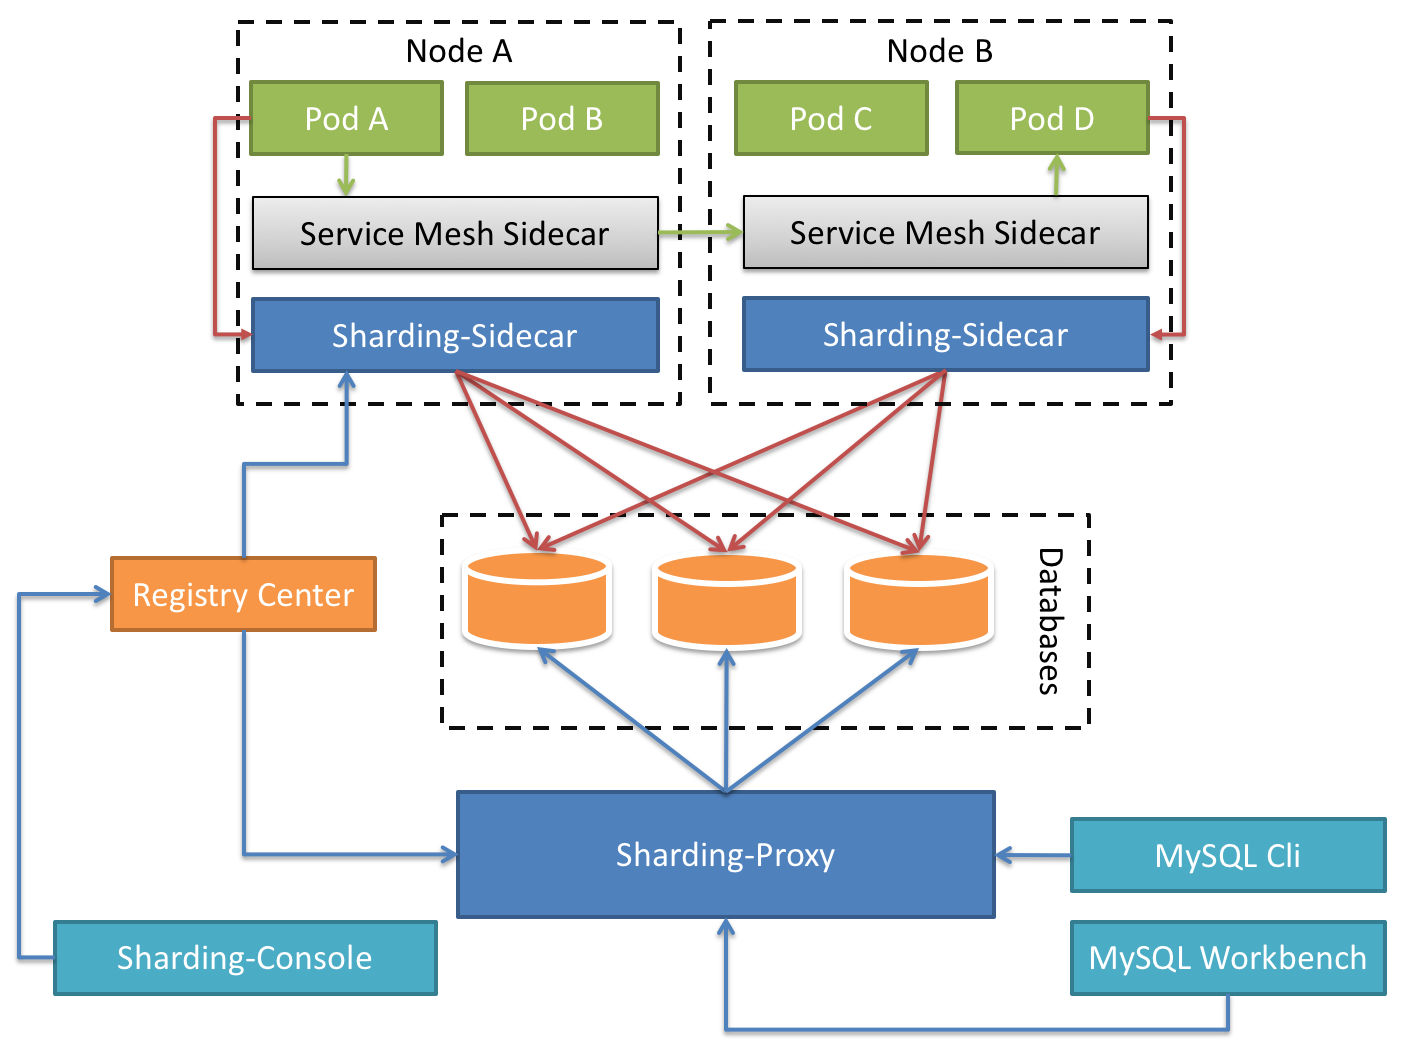 Node A
Node B
Pod A
Pod B
Pod C
Pod D
Service Mesh Sidecar
Service Mesh Sidecar
Sharding-Sidecar
Sharding-Sidecar
Registry Center
Databases
Sharding-Proxy
MySQL Cli
Sharding-Console
MySQL Workbench